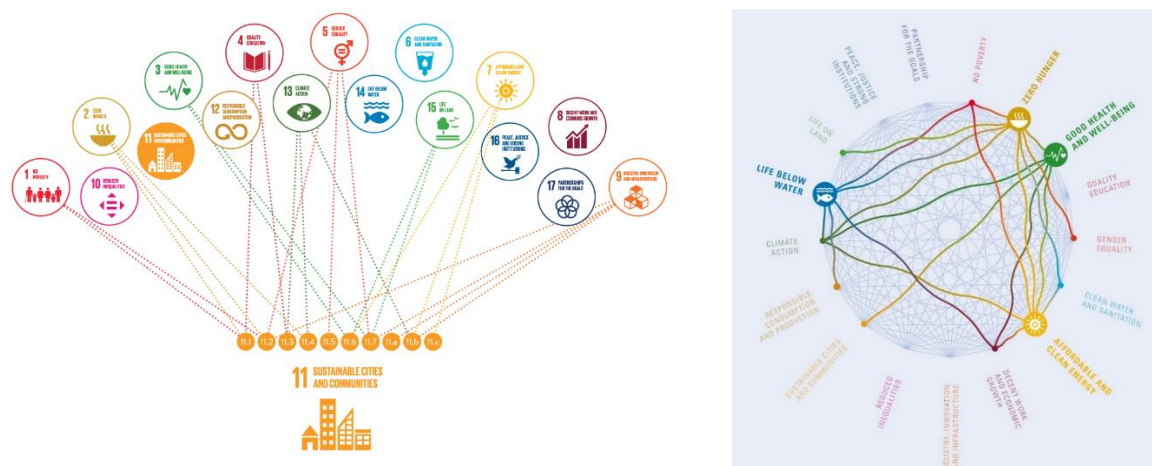 1 NO
POVERTY
2 ZERO
HUNGER
3 GOOD HEALTH
AND WELL-BEING
4 QUALITY
EDUCATION
5 GENDER
EQUALITY
6 CLEAN WATER
AND SANITATION
7 AFFORDABLE AND
CLEAN ENERGY
8 DECENT WORK AND
ECONOMIC GROWTH
9 INDUSTRY, INNOVATION
AND INFRASTRUCTURE
10 REDUCED
INEQUALITIES
11 SUSTAINABLE CITIES
AND COMMUNITIES
12 RESPONSIBLE
CONSUMPTION
AND PRODUCTION
13 CLIMATE
ACTION
14 LIFE BELOW
WATER
15 LIFE
ON LAND
16 PEACE, JUSTICE
AND STRONG
INSTITUTIONS
17 PARTNERSHIPS
FOR THE GOALS
11.1 11.2 11.3 11.4 11.5 11.6 11.7 11.a 11.b 11.c
11 SUSTAINABLE CITIES
AND COMMUNITIES
NO POVERTY
ZERO HUNGER
GOOD HEALTH
AND WELL-BEING
QUALITY
EDUCATION
GENDER
EQUALITY
CLEAN WATER
AND SANITATION
AFFORDABLE AND
CLEAN ENERGY
DECENT WORK
AND ECONOMIC
GROWTH
DUSTRY, INNOVATION
ND INFRASTRUCTURE
REDUCED
INEQUALITIES
SUSTAINABLE CITIES
AND COMMUNITIES
RESPONSIBLE
CONSUMPTION
AND PRODUCTION
CLIMATE
ACTION
LIFE BELOW
WATER
LIFE ON
LAND
PEACE, JUSTICE
AND STRONG
INSTITUTIONS
PARTNERSHIP
FOR THE GOALS